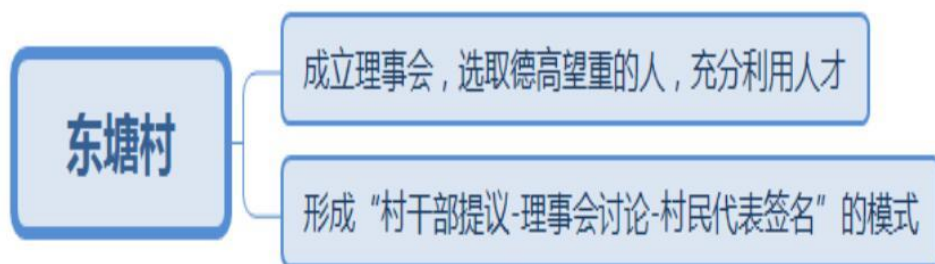 东塘村
成立理事会，选取德高望重的人，充分利用人才
形成“村干部提议-理事会讨论-村民代表签名”的模式